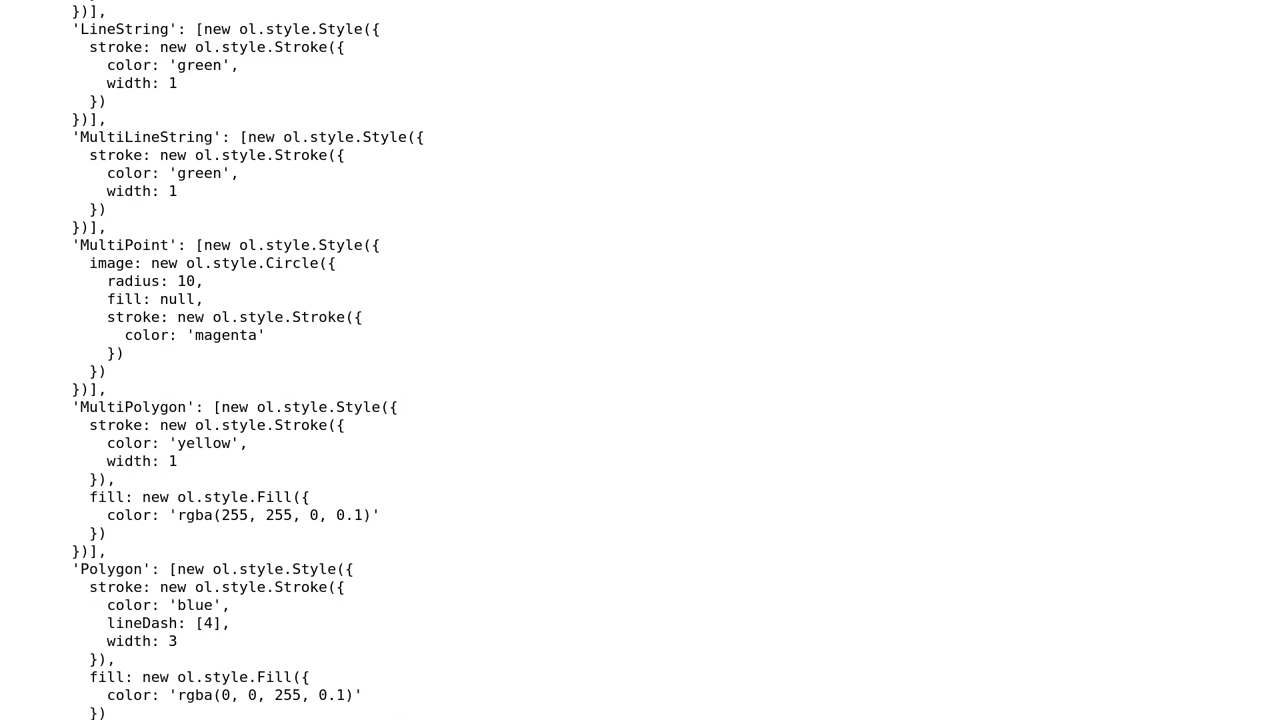 })],
'LineString': [new ol.style.Style({
stroke: new ol.style.Stroke({
color: 'green',
width: 1
})
})],
'MultiLineString': [new ol.style.Style({
stroke: new ol.style.Stroke({
color: 'green',
width: 1
})
})],
'MultiPoint': [new ol.style.Style({
image: new ol.style.Circle({
radius: 10,
fill: null,
stroke: new ol.style.Stroke({
color: 'magenta'
})
})
})],
'MultiPolygon': [new ol.style.Style({
stroke: new ol.style.Stroke({
color: 'yellow',
width: 1
}),
fill: new ol.style.Fill({
color: 'rgba(255, 255, 0, 0.1)'
})
})],
'Polygon': [new ol.style.Style({
stroke: new ol.style.Stroke({
color: 'blue',
lineDash: [4],
width: 3
}),
fill: new ol.style.Fill({
color: 'rgba(0, 0, 255, 0.1)'
})